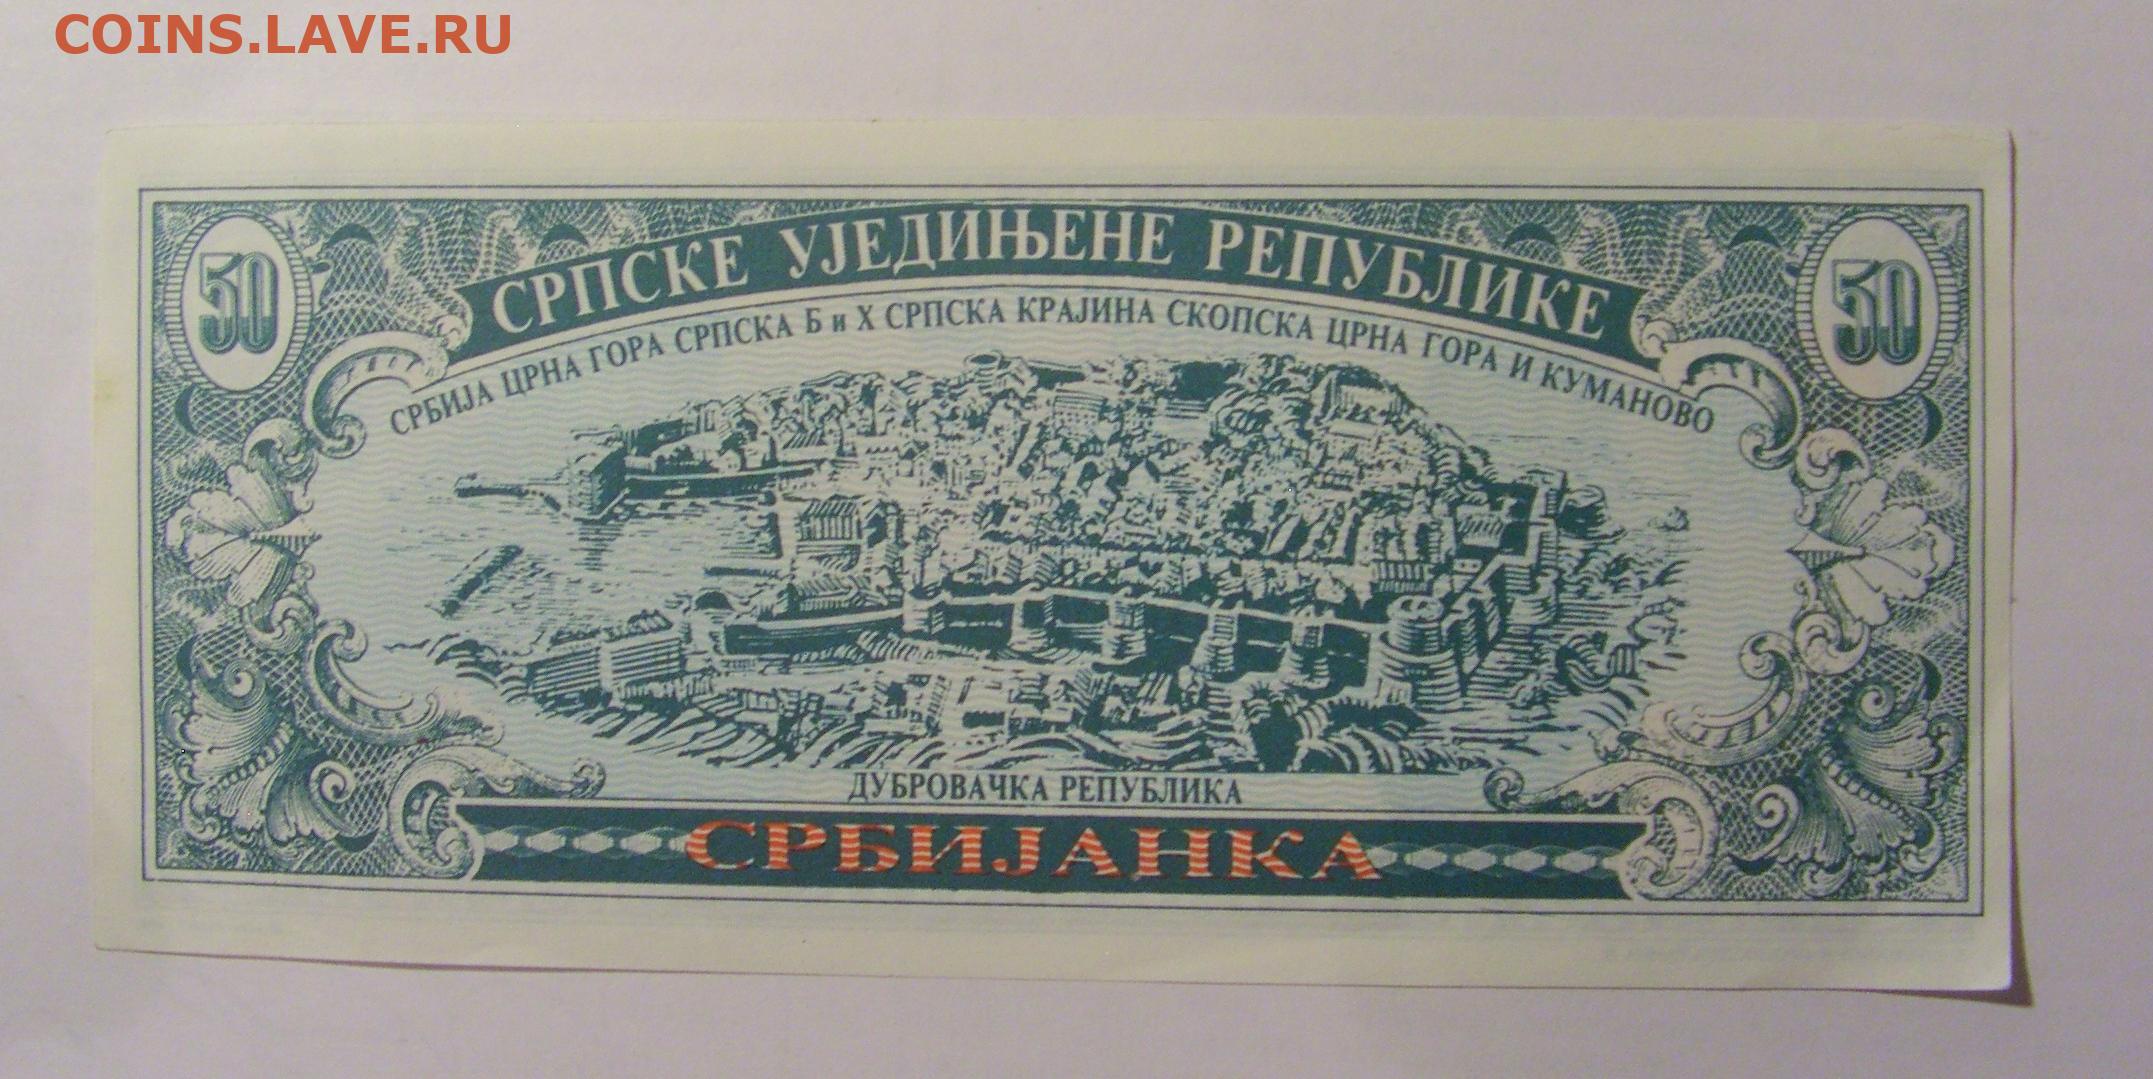 COINS.LAVE.RU
50
СРПСКЕ УЈЕДИЊЕНЕ РЕПУБЛИКЕ
50
СРБИЈА ЦРНА ГОРА СРПСКА Б и Х СРПСКА КРАЈИНА СКОПСКА ЦРНА ГОРА И КУМАНОВО
ДУБРОВАЧКА РЕПУБЛИКА
СРБИЈАНКА